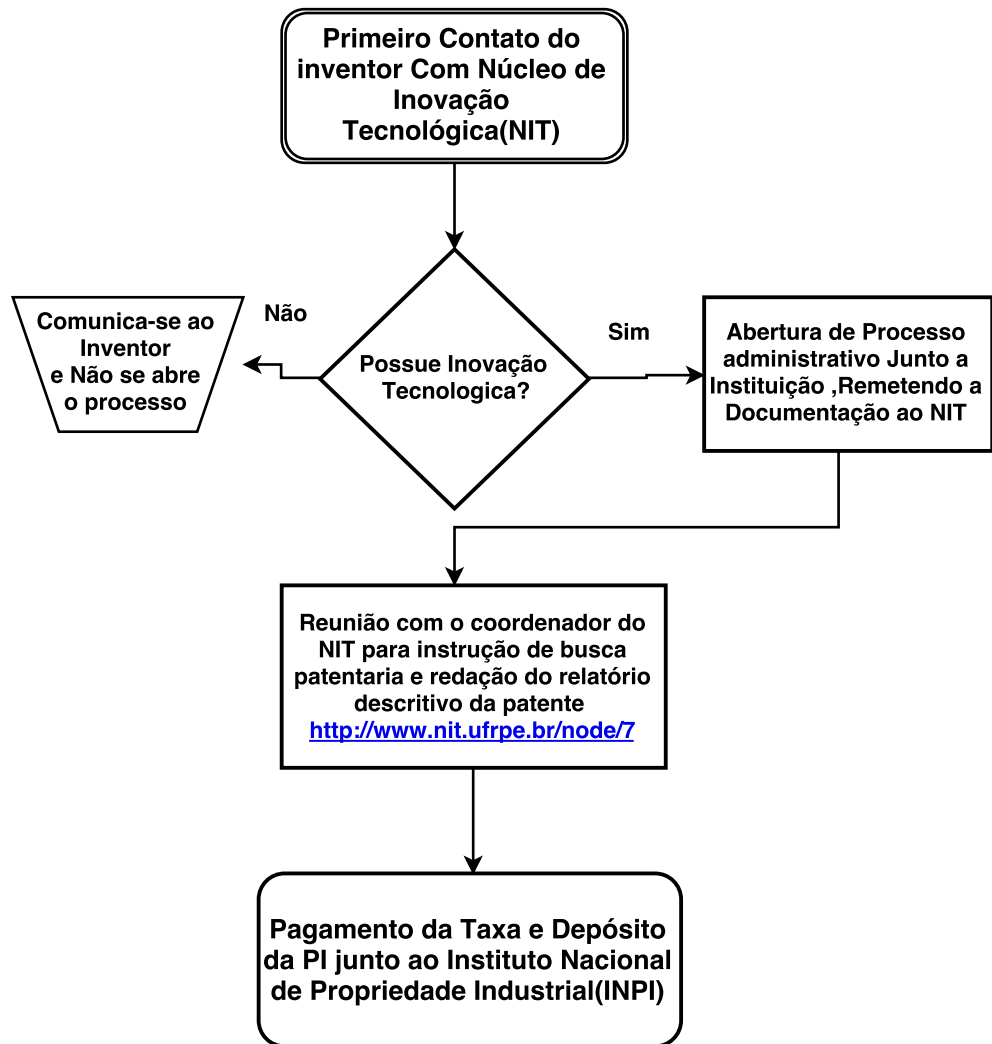 Primeiro Contato do
inventor Com Núcleo de
Inovação
Tecnológica(NIT)
Não
Sim
Comunica-se ao
Inventor
e Não se abre
o processo
Possue Inovação
Tecnologica?
Abertura de Processo
administrativo Junto a
Instituição ,Remetendo a
Documentação ao NIT
Reunião com o coordenador do
NIT para instrução de busca
patentaria e redação do relatório
descritivo da patente
http://www.nit.ufrpe.br/node/7
Pagamento da Taxa e Depósito
da PI junto ao Instituto Nacional
de Propriedade Industrial(INPI)